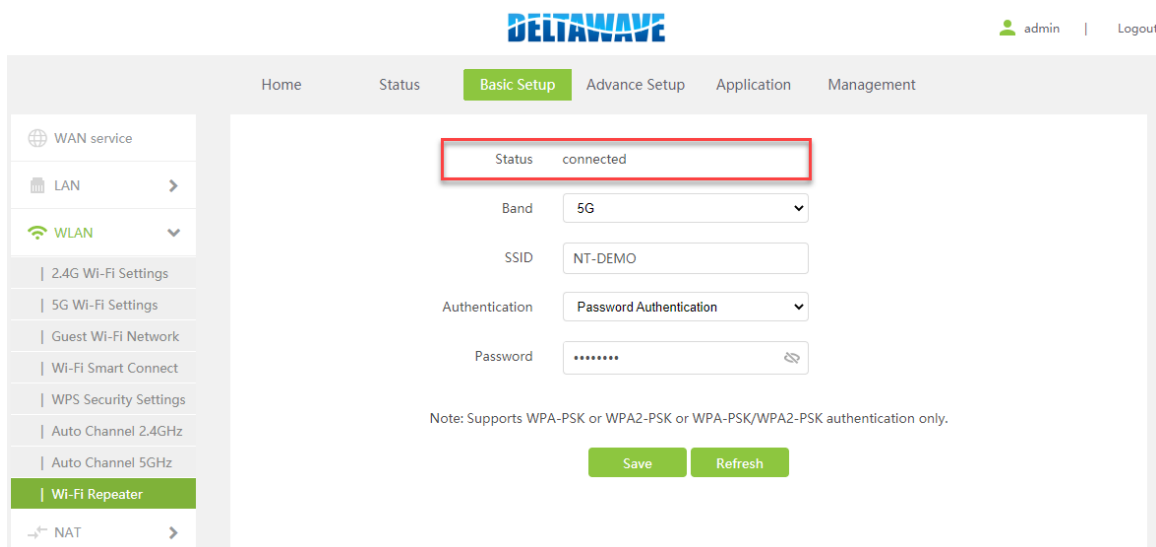 DELTAWAVE
admin | Logout
Home Status Basic Setup Advance Setup Application Management
WAN service
LAN
WLAN
| 2.4G Wi-Fi Settings
| 5G Wi-Fi Settings
| Guest Wi-Fi Network
| Wi-Fi Smart Connect
| WPS Security Settings
| Auto Channel 2.4GHz
| Auto Channel 5GHz
| Wi-Fi Repeater
NAT
Status connected
Band 5G
SSID NT-DEMO
Authentication Password Authentication
Password ••••••••
Note: Supports WPA-PSK or WPA2-PSK or WPA-PSK/WPA2-PSK authentication only.
Save Refresh